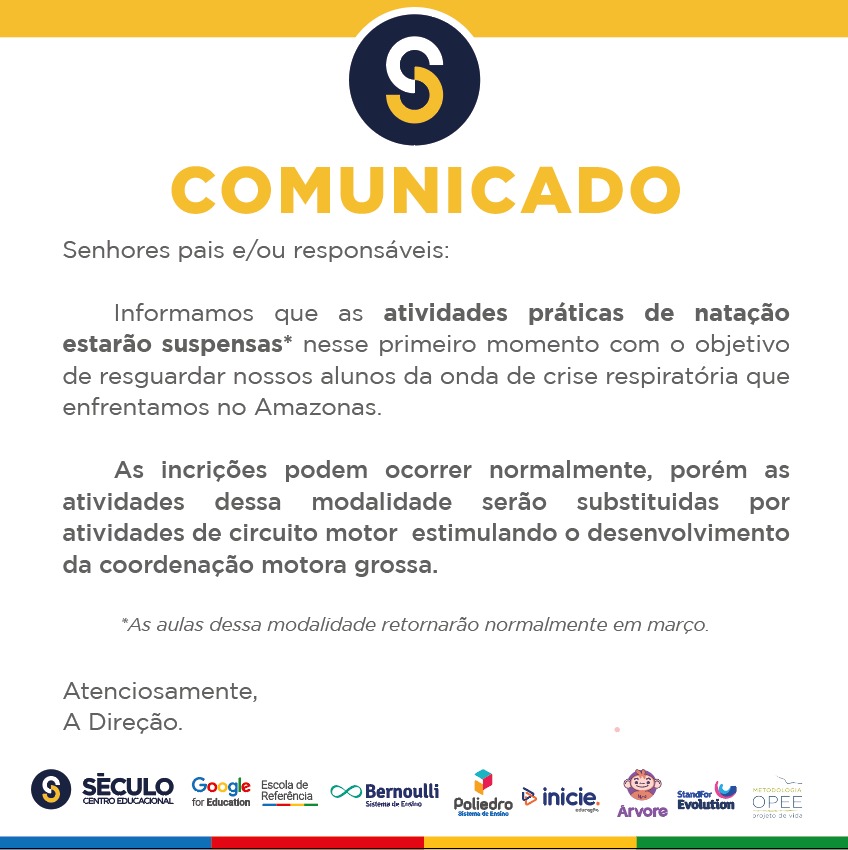 COMUNICADO
Senhores pais e/ou responsáveis:
Informamos que as atividades práticas de natação
estarão suspensas* nesse primeiro momento com o objetivo
de resguardar nossos alunos da onda de crise respiratória que
enfrentamos no Amazonas.
As incrições podem ocorrer normalmente, porém as
atividades dessa modalidade serão substituidas por
atividades de circuito motor estimulando o desenvolvimento
da coordenação motora grossa.
*As aulas dessa modalidade retornarão normalmente em março.
Atenciosamente,
A Direção.
SÉCULO
CENTRO EDUCACIONAL
Google
for Education
Escola de
Referência
Bernoulli
Sistema de Ensino
Poliedro
Sistema de Ensino
inicie.
educação
Árvore
StandFor
Evolution
METODOLOGIA
OPEE
projeto de vida